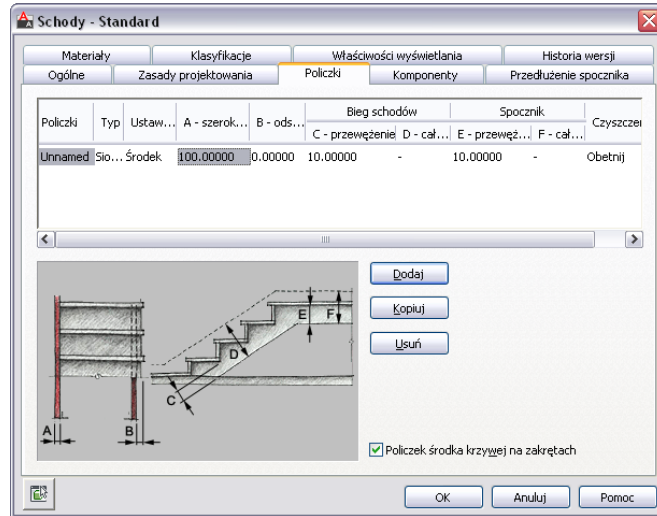 Schody - Standard
Materiały Klasyfikacje Właściwości wyświetlania Historia wersji
Ogólne Zasady projektowania Policzki Komponenty Przedłużenie spocznika
Bieg schodów Spocznik
Policzki Typ Ustaw... A - szerok... B - ods... Czyszczen
C - przewężenie D - cał... E - przewęż... F - cał...
Unnamed Sio... Środek 100.00000 0.00000 10.00000 - 10.00000 - Obetnij
Dodaj
Kopiuj
Usuń
E F
D
C
A B
Policzek środka krzywej na zakrętach
OK Anuluj Pomoc